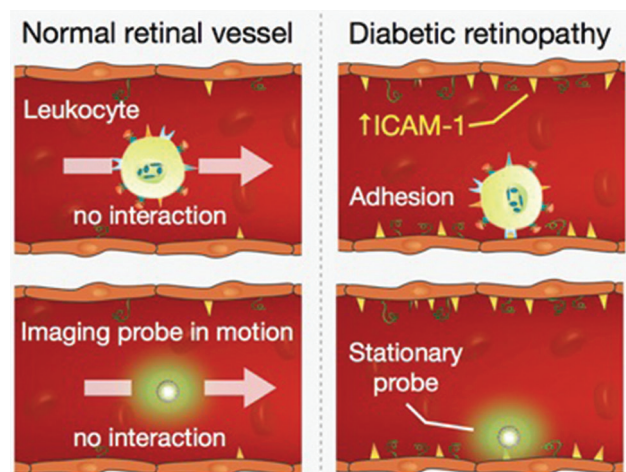 Normal retinal vessel
Leukocyte
no interaction
Imaging probe in motion
no interaction
Diabetic retinopathy
↑ICAM-1
Adhesion
Stationary
probe